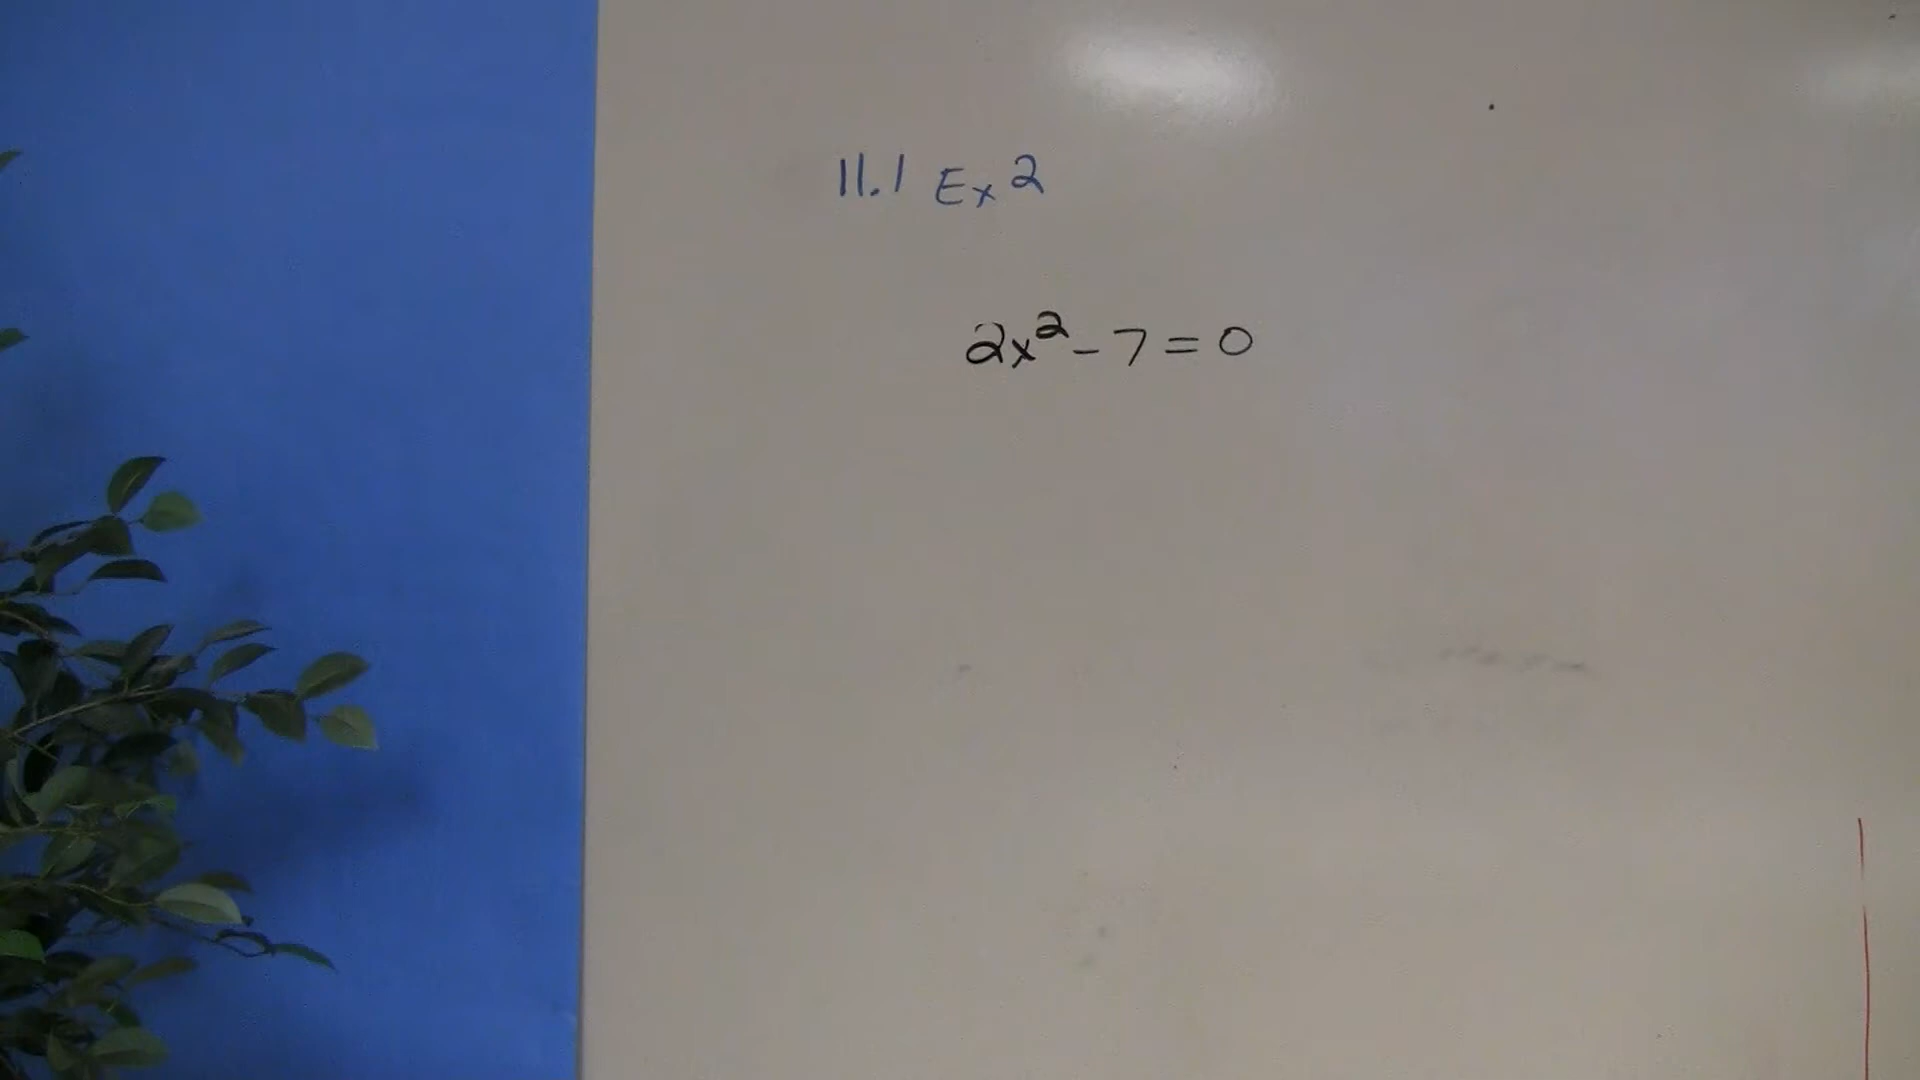 11.1 Ex 2
2x² - 7 = 0